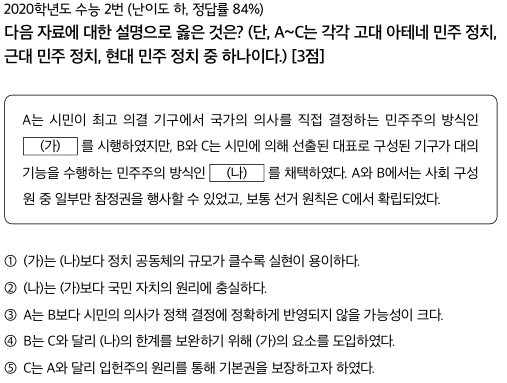 2020학년도 수능 2번 (난이도 하, 정답률 84%)
다음 자료에 대한 설명으로 옳은 것은? (단, A~C는 각각 고대 아테네 민주 정치,
근대 민주 정치, 현대 민주 정치 중 하나이다.) [3점]
A는 시민이 최고 의결 기구에서 국가의 의사를 직접 결정하는 민주주의 방식인
(가) 를 시행하였지만, B와 C는 시민에 의해 선출된 대표로 구성된 기구가 대의
기능을 수행하는 민주주의 방식인 (나) 를 채택하였다. A와 B에서는 사회 구성
원 중 일부만 참정권을 행사할 수 있었고, 보통 선거 원칙은 C에서 확립되었다.
① (가)는 (나)보다 정치 공동체의 규모가 클수록 실현이 용이하다.
② (나)는 (가)보다 국민 자치의 원리에 충실하다.
③ A는 B보다 시민의 의사가 정책 결정에 정확하게 반영되지 않을 가능성이 크다.
④ B는 C와 달리 (나)의 한계를 보완하기 위해 (가)의 요소를 도입하였다.
⑤ C는 A와 달리 입헌주의 원리를 통해 기본권을 보장하고자 하였다.